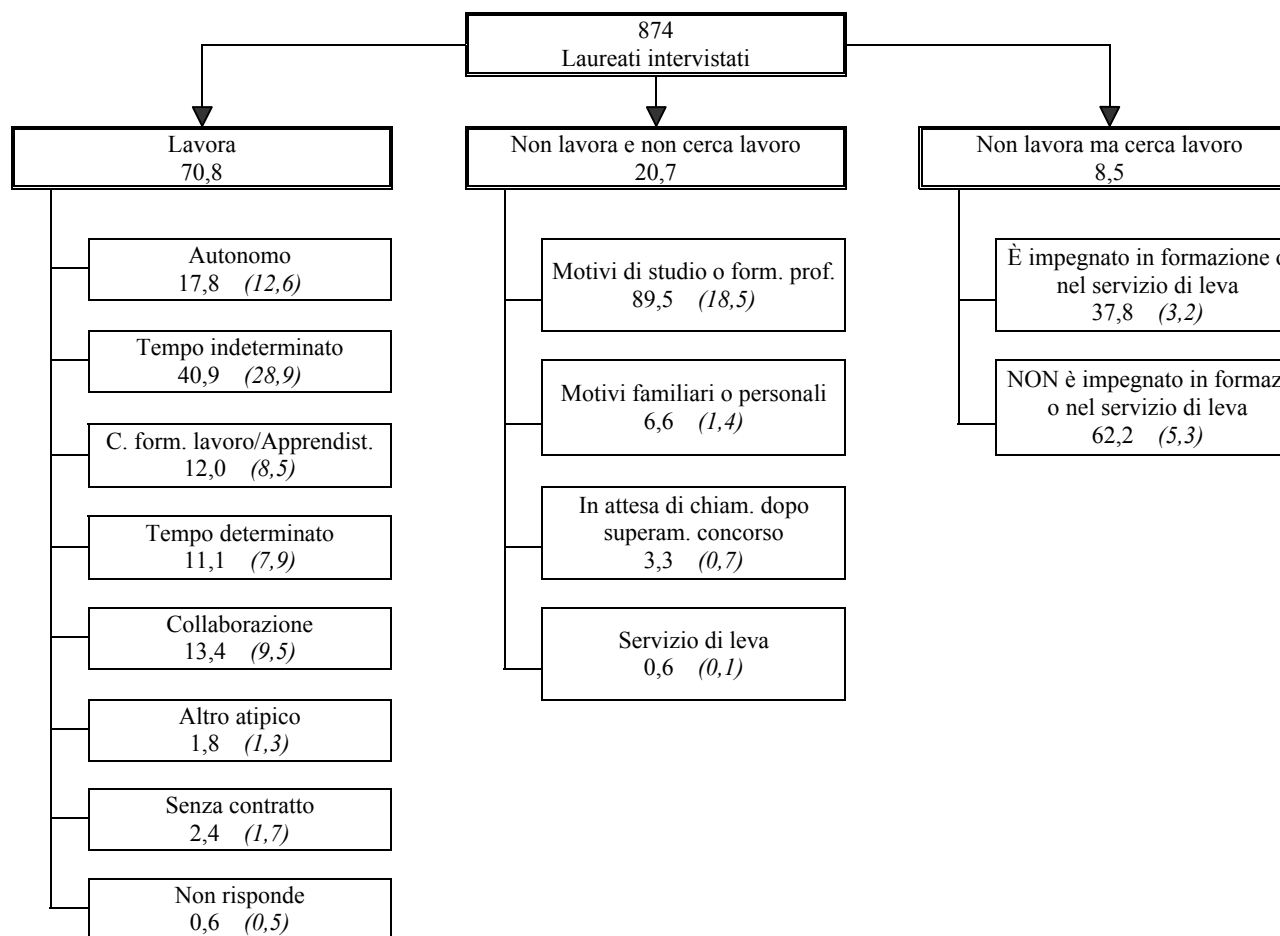 874
Laureati intervistati
Lavora
70,8
Autonomo
17,8 (12,6)
Tempo indeterminato
40,9 (28,9)
C. form. lavoro/Apprendist.
12,0 (8,5)
Tempo determinato
11,1 (7,9)
Collaborazione
13,4 (9,5)
Altro atipico
1,8 (1,3)
Senza contratto
2,4 (1,7)
Non risponde
0,6 (0,5)
Non lavora e non cerca lavoro
20,7
Motivi di studio o form. prof.
89,5 (18,5)
Motivi familiari o personali
6,6 (1,4)
In attesa di chiam. dopo
superam. concorso
3,3 (0,7)
Servizio di leva
0,6 (0,1)
Non lavora ma cerca lavoro
8,5
È impegnato in formazione
nel servizio di leva
37,8 (3,2)
NON è impegnato in
o nel servizio di leva
62,2 (5,3)